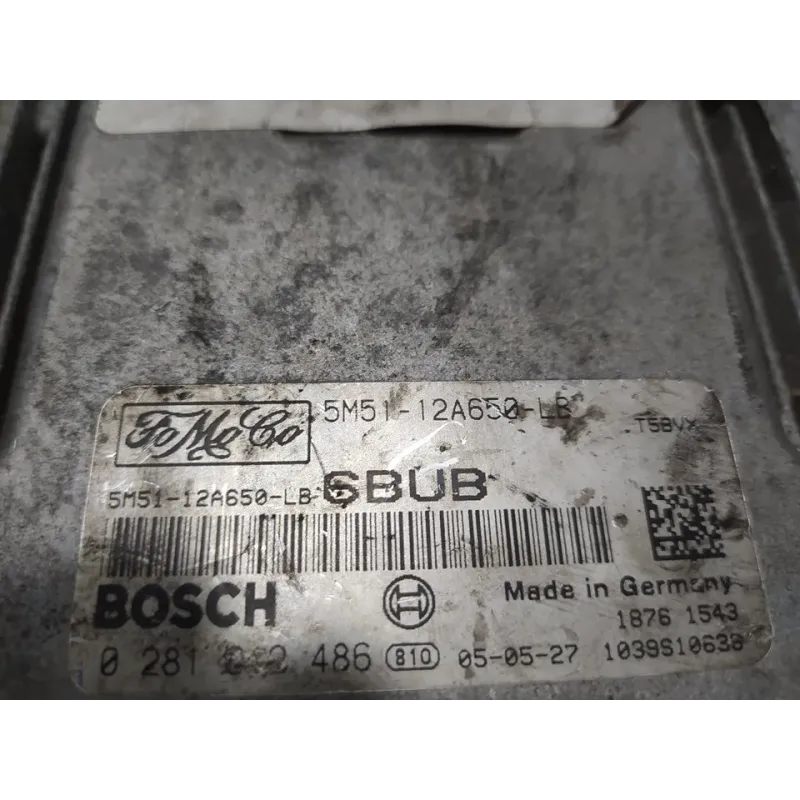 FoMoCo 5M51-12A650-LB
T5BVX
5M51-12A650-LB 6BUB
BOSCH
Made in Germany
1876 1543
0 281 486 810 05-05-27 1039S10638